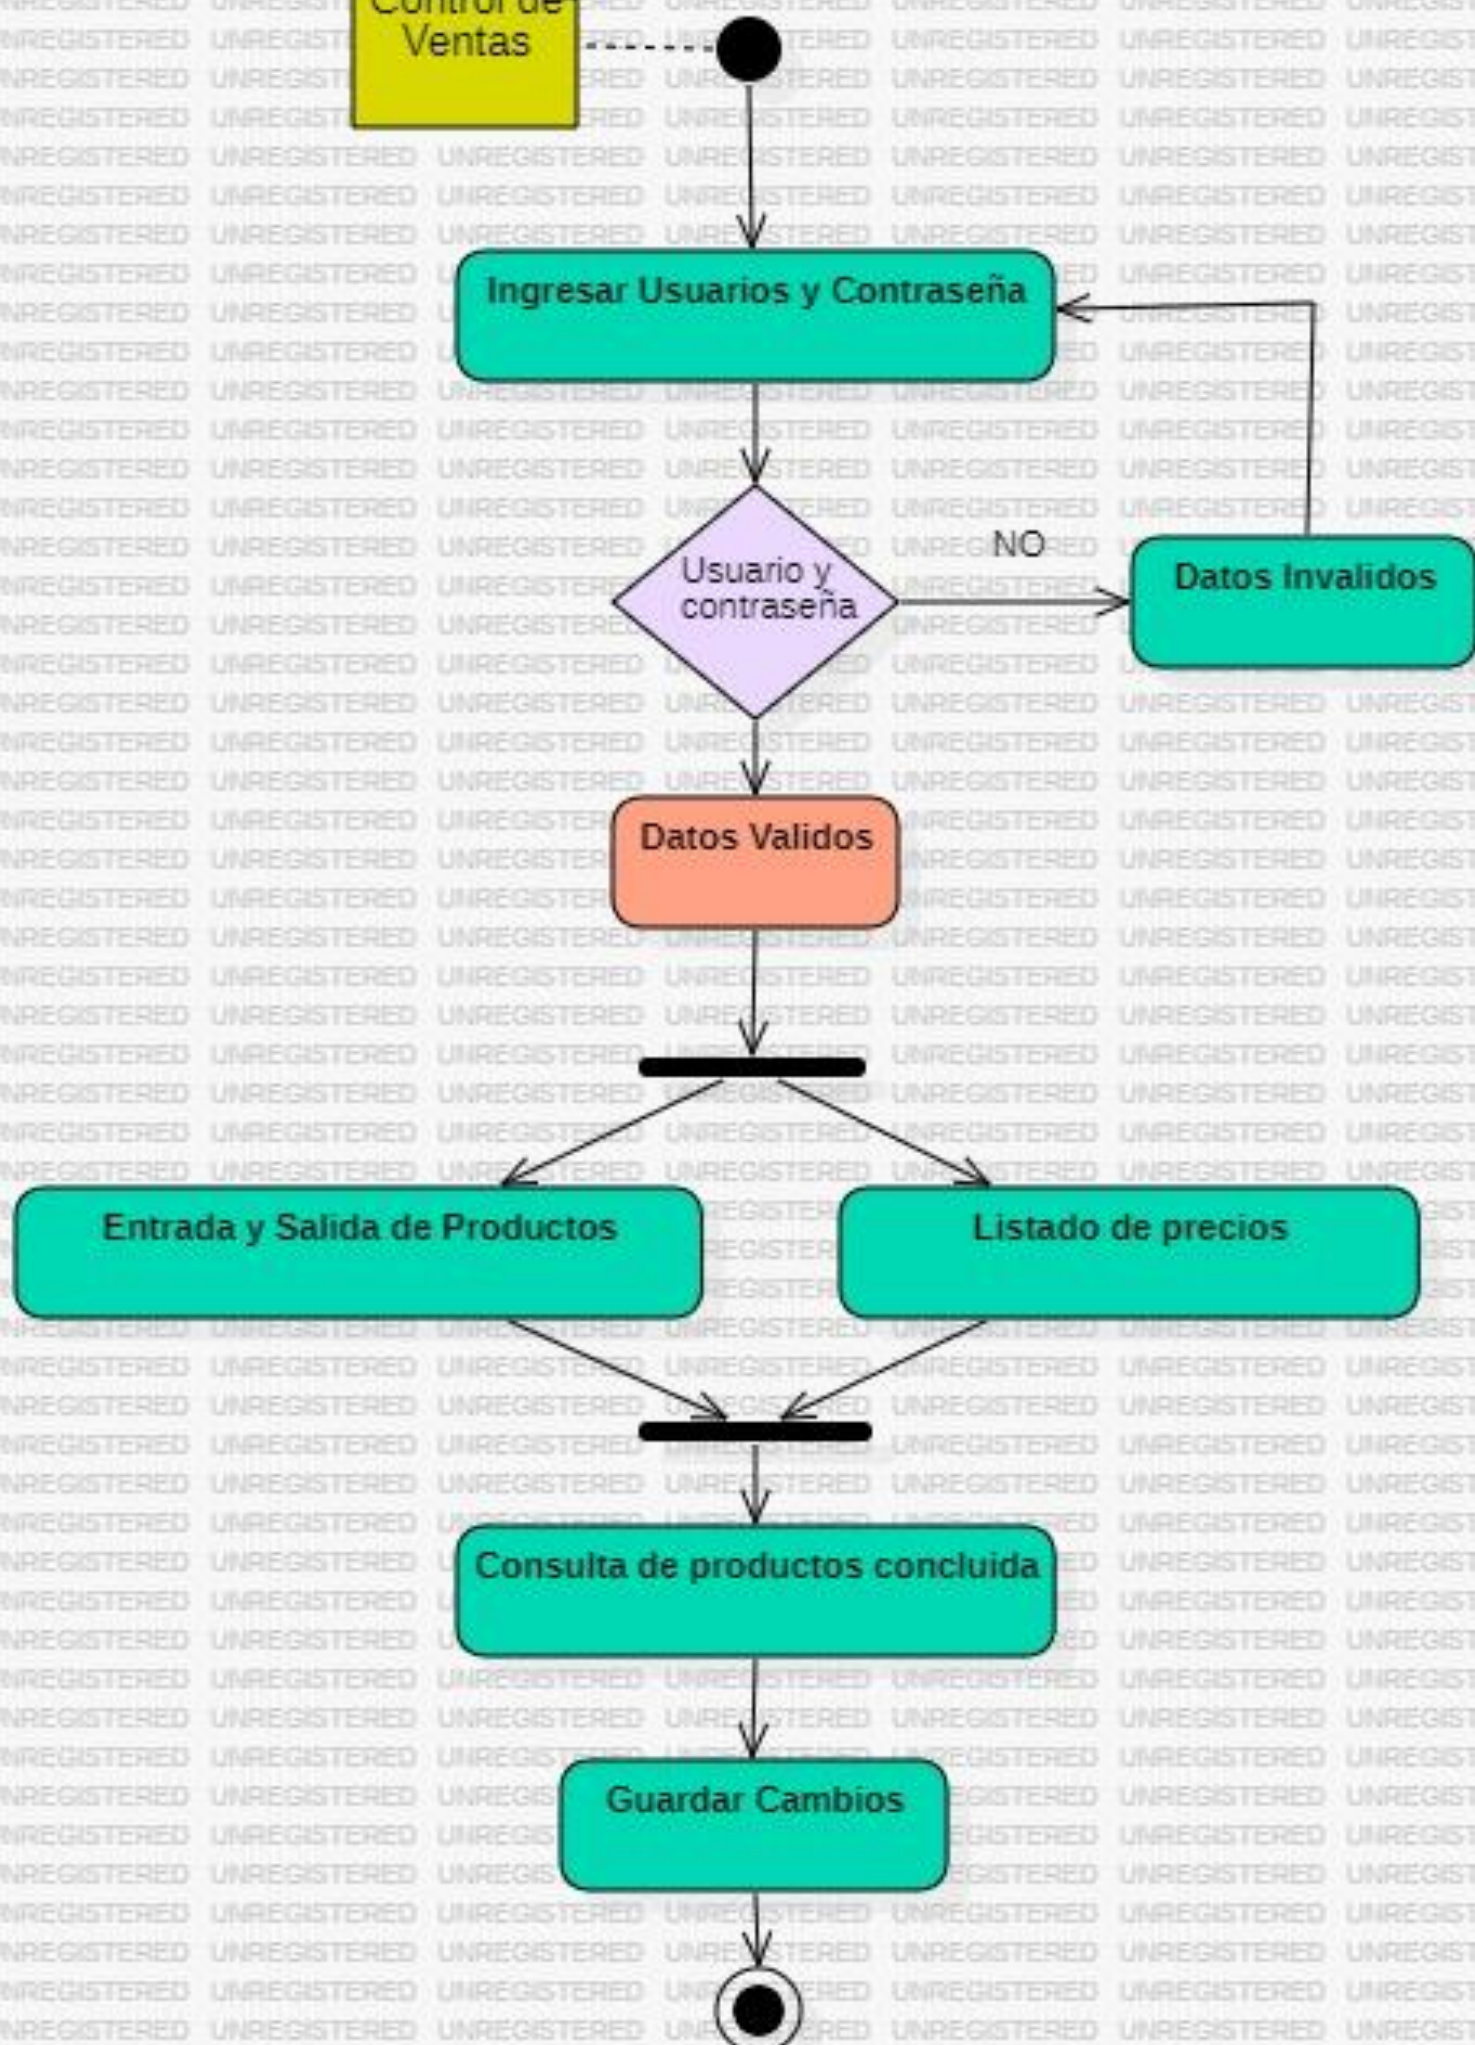 Control de
Ventas
Ingresar Usuarios y Contraseña
Usuario y
contraseña
NO
Datos Invalidos
Datos Validos
Entrada y Salida de Productos
Listado de precios
Consulta de productos concluida
Guardar Cambios
UNREGISTERED